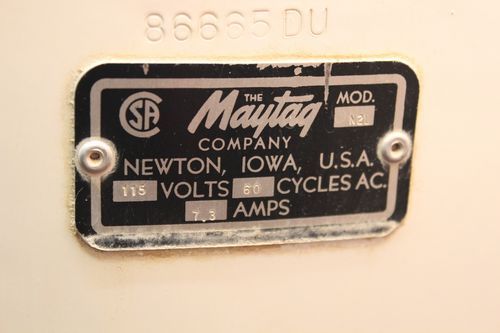 86665 DU
THE
Maytag
MOD.
N2L
COMPANY
NEWTON, IOWA, U.S.A.
115 VOLTS 60 CYCLES AC.
7.3 AMPS
CSA